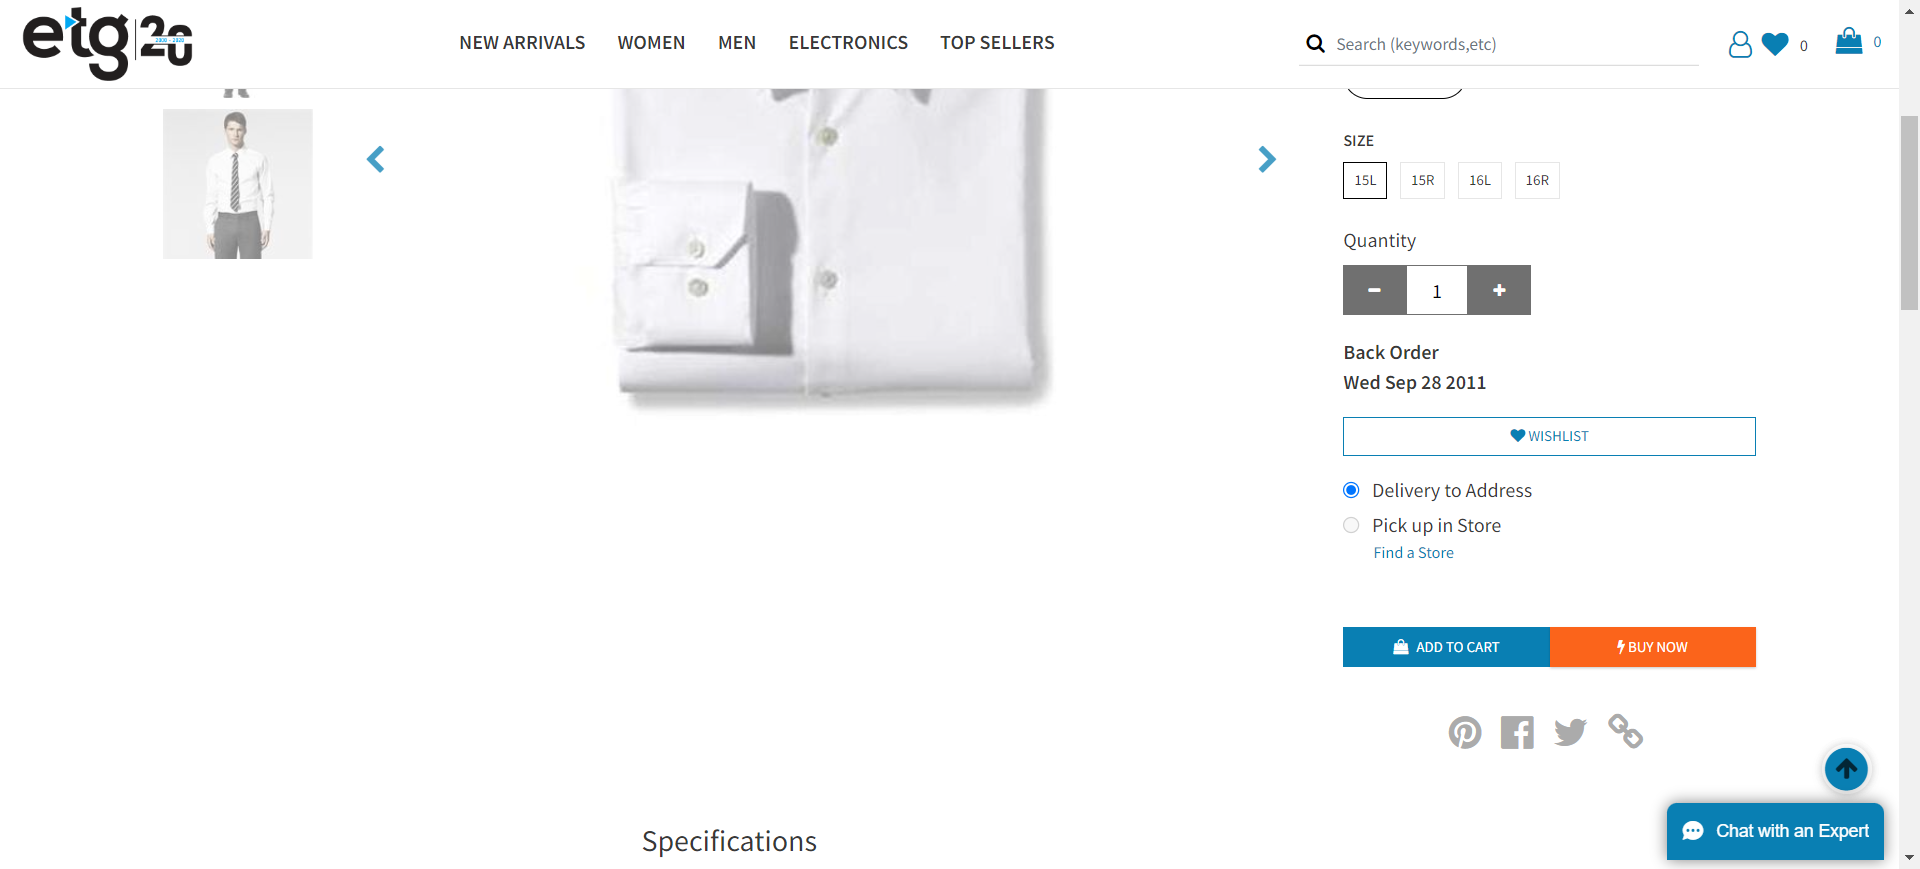 etg 20
2000 - 2020
NEW ARRIVALS
WOMEN
MEN
ELECTRONICS
TOP SELLERS
Search (keywords,etc)
0
0
SIZE
15L
15R
16L
16R
Quantity
1
Back Order
Wed Sep 28 2011
WISHLIST
Delivery to Address
Pick up in Store
Find a Store
ADD TO CART
BUY NOW
Specifications
Chat with an Expert